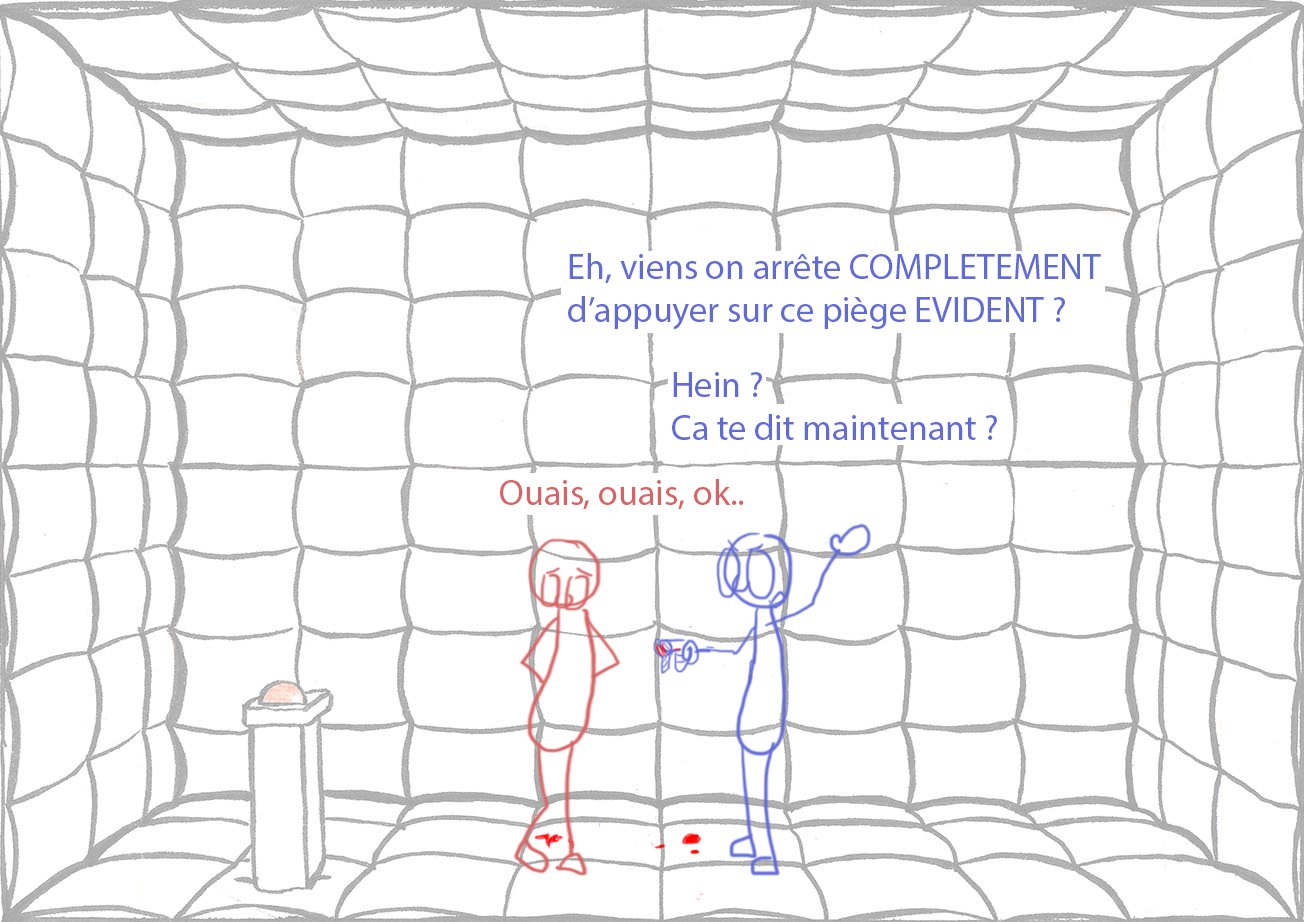 Eh, viens on arrête COMPLETEMENT
d’appuyer sur ce piège EVIDENT ?
Hein ?
Ca te dit maintenant ?
Ouais, ouais, ok..